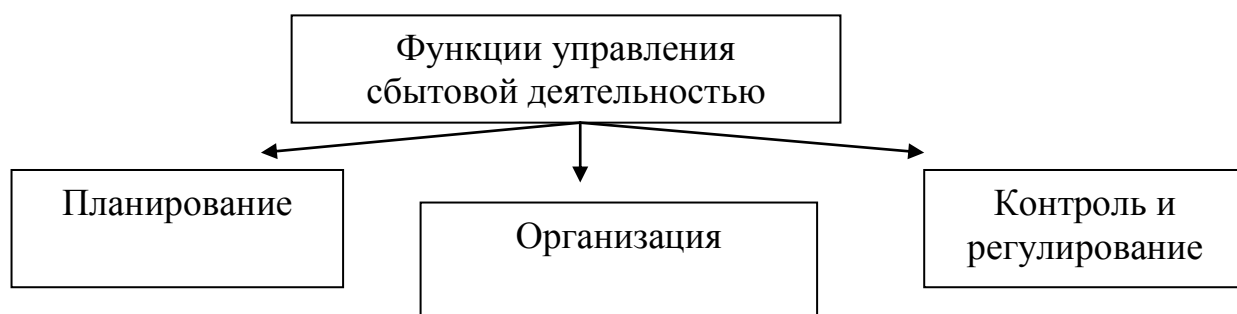 Функции управления
сбытовой деятельностью
Планирование
Организация
Контроль и
регулирование